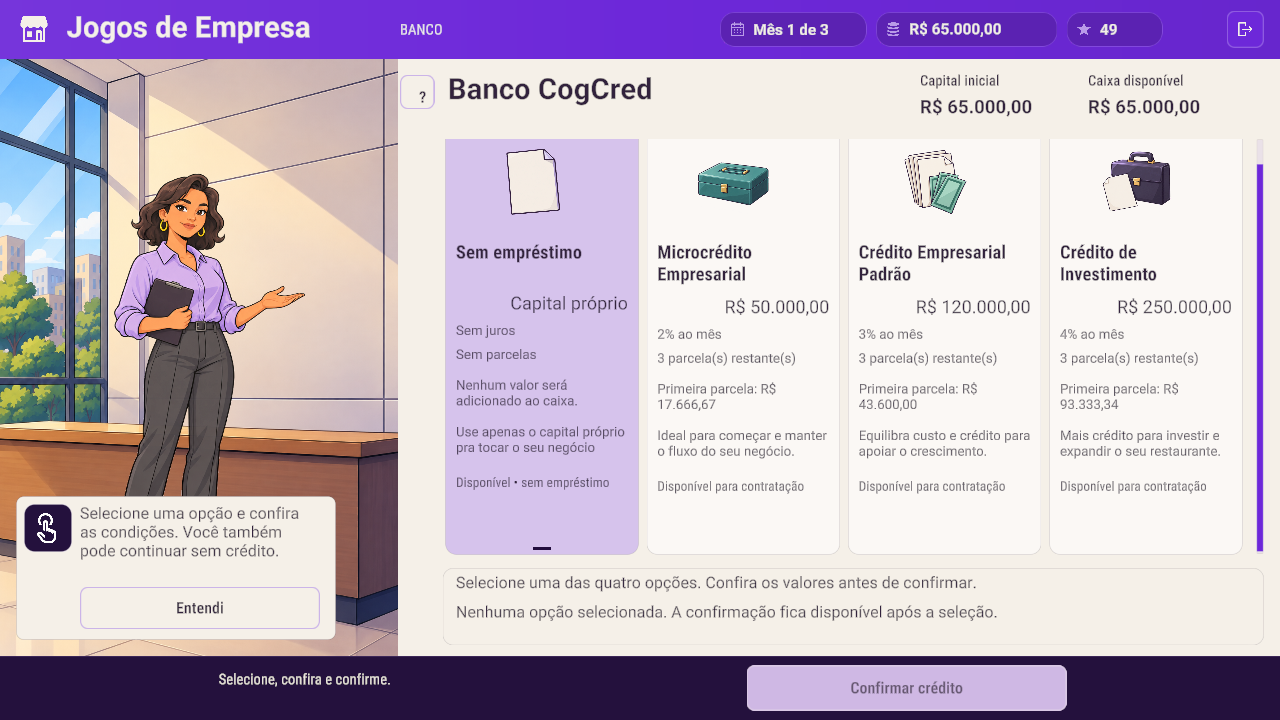 Jogos de Empresa
BANCO
Mês 1 de 3
R$ 65.000,00
49
?
Banco CogCred
Capital inicial
R$ 65.000,00
Caixa disponível
R$ 65.000,00
Sem empréstimo
Capital próprio
Sem juros
Sem parcelas
Nenhum valor será
adicionado ao caixa.
Use apenas o capital próprio
pra tocar o seu negócio
Disponível • sem empréstimo
Microcrédito
Empresarial
R$ 50.000,00
2% ao mês
3 parcela(s) restante(s)
Primeira parcela: R$
17.666,67
Ideal para começar e manter
o fluxo do seu negócio.
Disponível para contratação
Crédito Empresarial
Padrão
R$ 120.000,00
3% ao mês
3 parcela(s) restante(s)
Primeira parcela: R$
43.600,00
Equilibra custo e crédito para
apoiar o crescimento.
Disponível para contratação
Crédito de
Investimento
R$ 250.000,00
4% ao mês
3 parcela(s) restante(s)
Primeira parcela: R$
93.333,34
Mais crédito para investir e
expandir o seu restaurante.
Disponível para contratação
Selecione uma opção e confira
as condições. Você também
pode continuar sem crédito.
Entendi
Selecione uma das quatro opções. Confira os valores antes de confirmar.
Nenhuma opção selecionada. A confirmação fica disponível após a seleção.
Selecione, confira e confirme.
Confirmar crédito